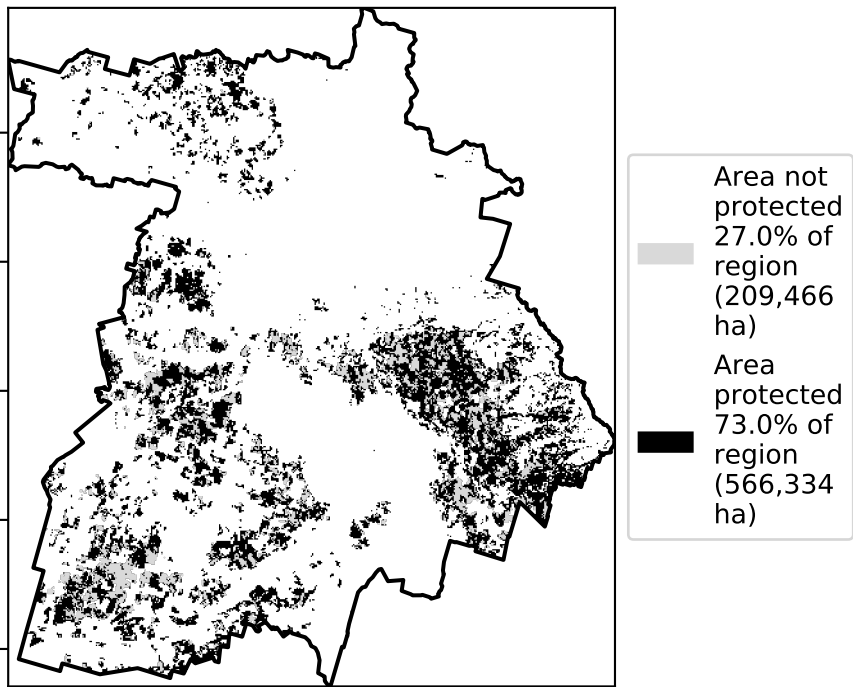 Area not
protected
27.0% of
region
(209,466
ha)
Area
protected
73.0% of
region
(566,334
ha)